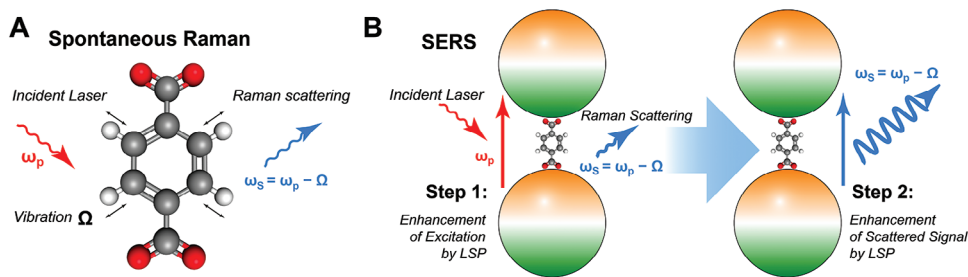 A
Spontaneous Raman
Incident Laser
Raman scattering
ωp
ωS = ωp − Ω
Vibration Ω
B
SERS
Incident Laser
ωp
Raman Scattering
ωS = ωp − Ω
Step 1:
Enhancement
of Excitation
by LSP
ωS = ωp − Ω
Step 2:
Enhancement
of Scattered Signal
by LSP